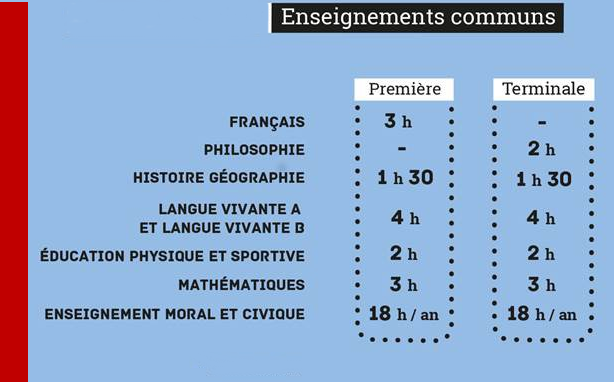 Enseignements communs
Première Terminale
FRANÇAIS 3 h -
PHILOSOPHIE - 2 h
HISTOIRE GÉOGRAPHIE 1 h 30 1 h 30
LANGUE VIVANTE A
ET LANGUE VIVANTE B 4 h 4 h
ÉDUCATION PHYSIQUE ET SPORTIVE 2 h 2 h
MATHÉMATIQUES 3 h 3 h
ENSEIGNEMENT MORAL ET CIVIQUE 18 h / an 18 h / an